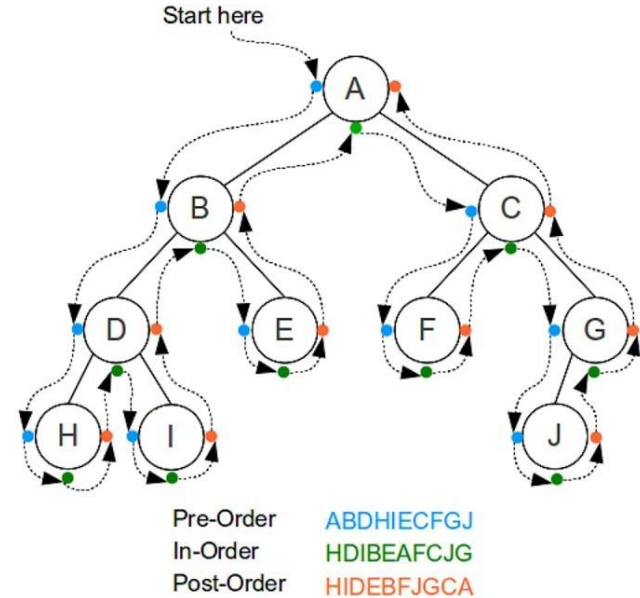 Start here
A
B C
D E F G
H I J
Pre-Order ABDHIECFGJ
In-Order HDIBEAFCJG
Post-Order HIDEBFJGCA